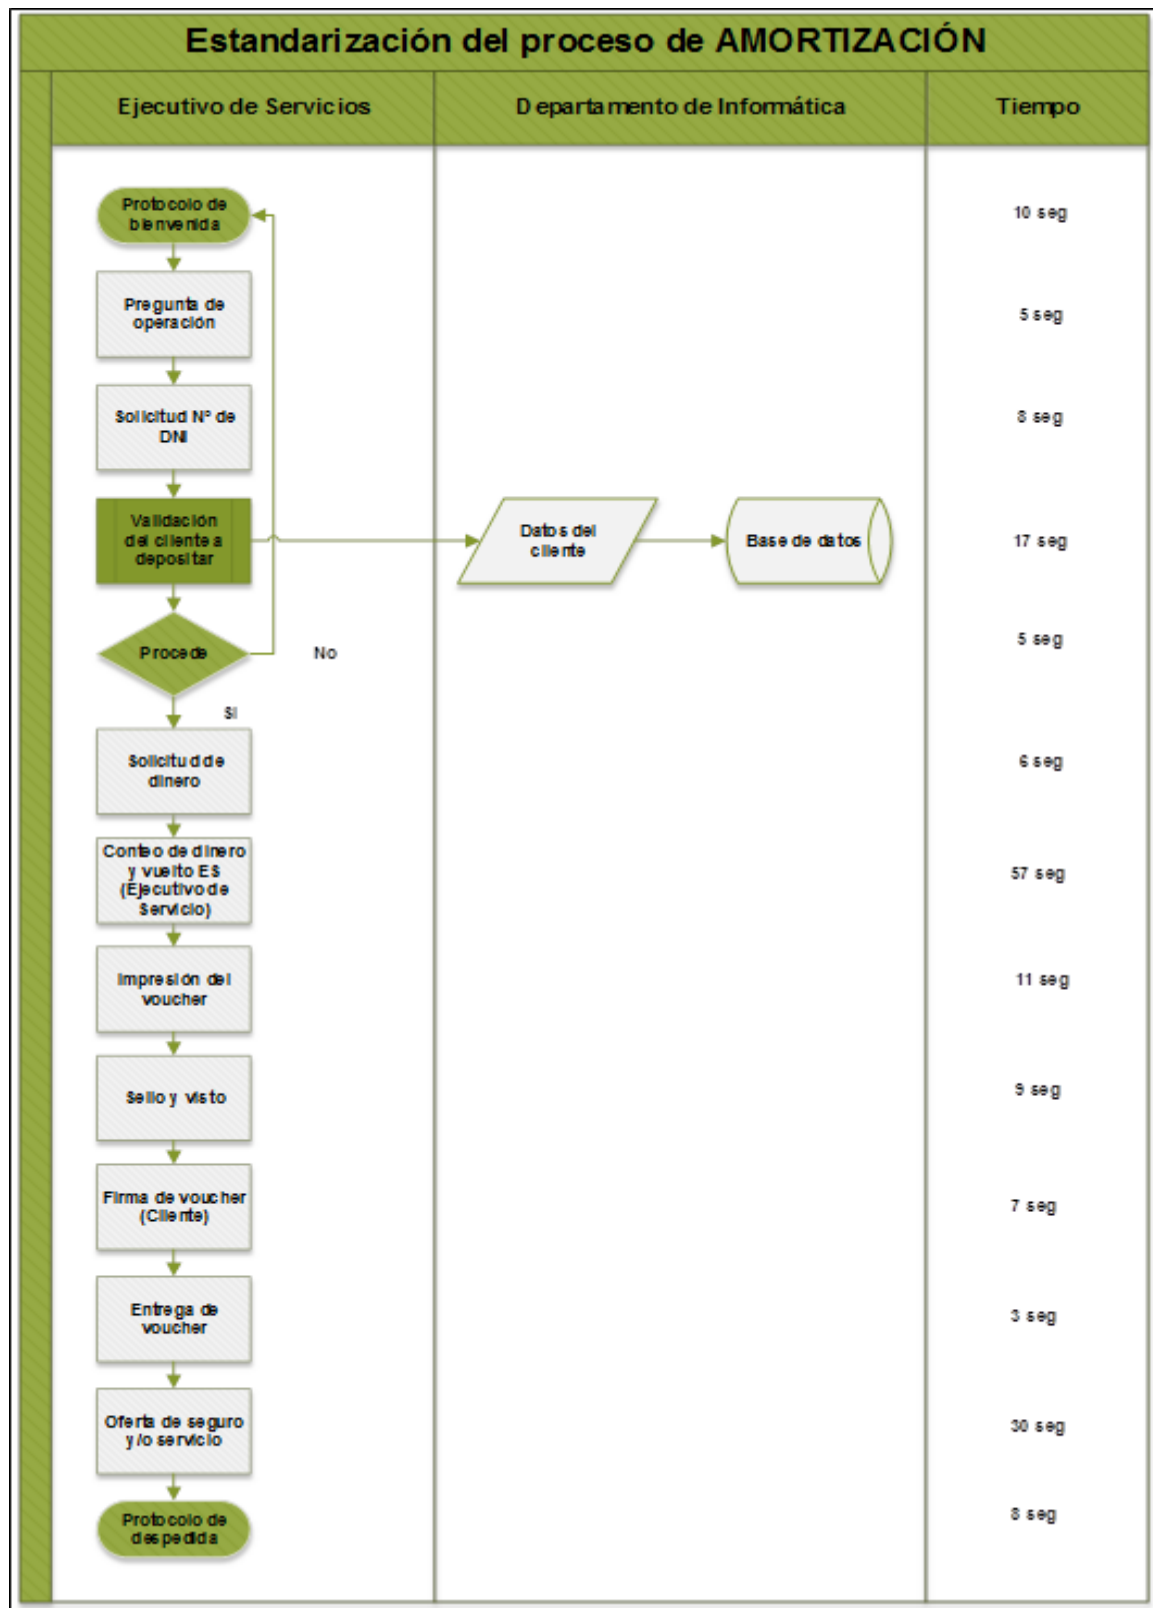 Estandarización del proceso de AMORTIZACIÓN
Ejecutivo de Servicios
Departamento de Informática
Tiempo
Protocolo de
bienvenida
10 seg
Pregunta de
operación
5 seg
Solicitud Nº de
DNI
8 seg
Validación
del cliente a
depositar
Datos del
cliente
Base de datos
17 seg
Procede
No
5 seg
Si
Solicitud de
dinero
6 seg
Conteo de dinero
y vuelto ES
(Ejecutivo de
Servicio)
57 seg
Impresión del
voucher
11 seg
Sello y visto
9 seg
Firma de voucher
(Cliente)
7 seg
Entrega de
voucher
3 seg
Oferta de seguro
y/o servicio
30 seg
Protocolo de
despedida
8 seg